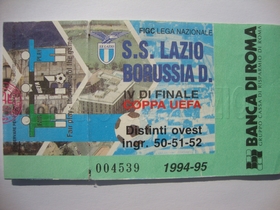 FIGC LEGA NAZIONALE
S.S. LAZIO
BORUSSIA D.
IV DI FINALE
COPPA UEFA
Distinti ovest
Ingr. 50-51-52
004539
1994-95
BANCA DI ROMA